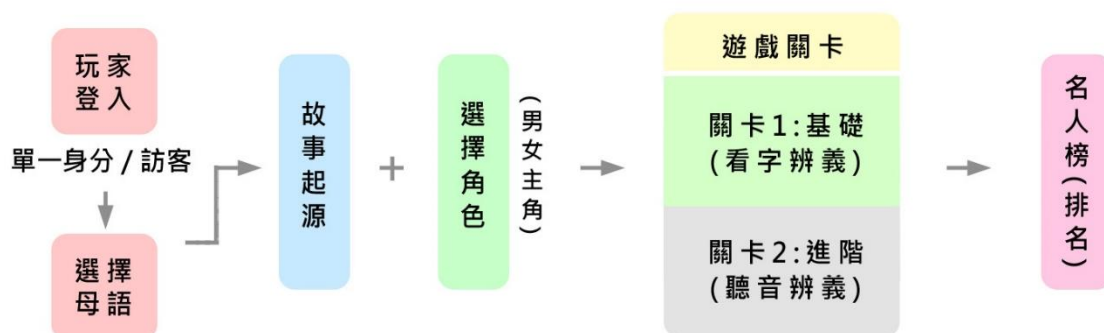 玩家
登入
單一身分 / 訪客
選擇
母語
故事起源
+
選擇角色
(男女主角)
遊戲關卡
關卡1:基礎
(看字辨義)
關卡2:進階
(聽音辨義)
名人榜(排名)